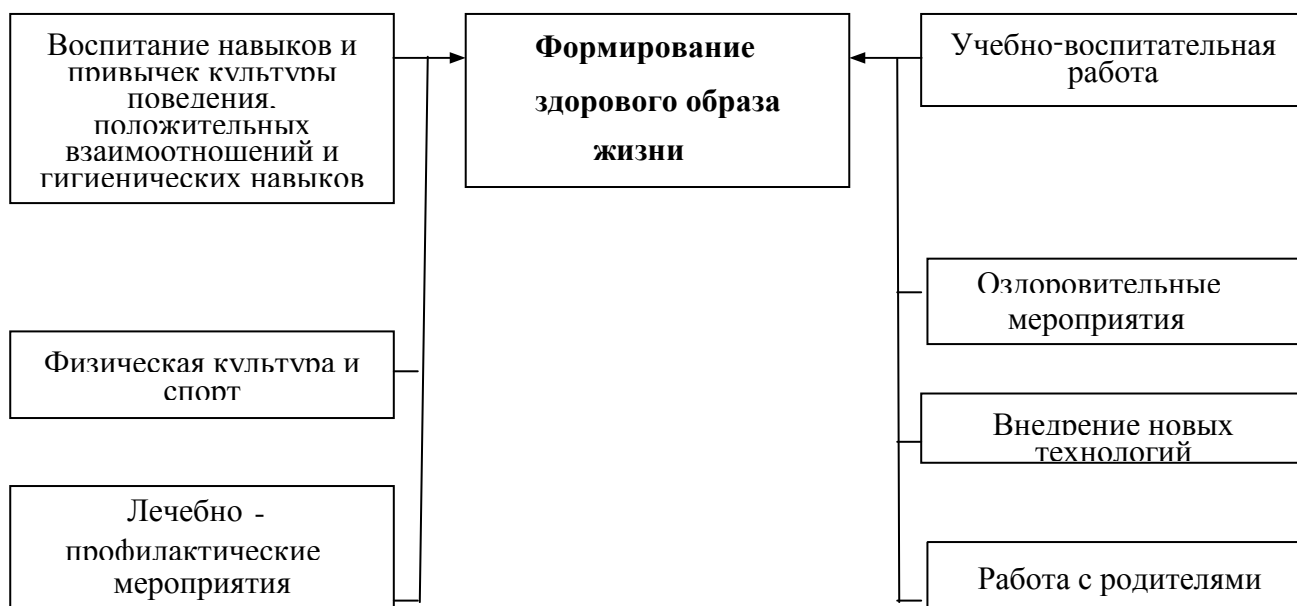 Воспитание навыков и
привычек культуры
поведения,
положительных
взаимоотношений и
гигиенических навыков
Формирование
здорового образа
жизни
Учебно-воспитательная
работа
Оздоровительные
мероприятия
Физическая культура и
спорт
Внедрение новых
технологий
Лечебно -
профилактические
мероприятия
Работа с родителями